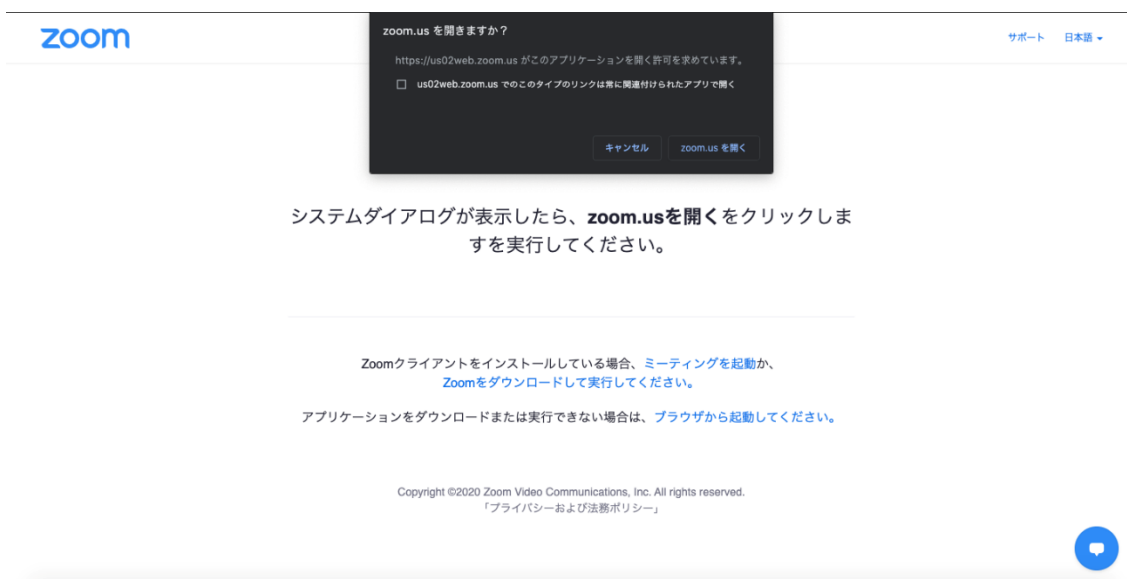 zoom
サポート 日本語
zoom.us を開きますか？
https://us02web.zoom.us がこのアプリケーションを開く許可を求めています。
us02web.zoom.us でのこのタイプのリンクは常に関連付けられたアプリで開く
キャンセル zoom.us を開く
システムダイアログが表示したら、zoom.usを開くをクリックしま
すを実行してください。
Zoomクライアントをインストールしている場合、ミーティングを起動か、
Zoomをダウンロードして実行してください。
アプリケーションをダウンロードまたは実行できない場合は、ブラウザから起動してください。
Copyright ©2020 Zoom Video Communications, Inc. All rights reserved.
「プライバシーおよび法務ポリシー」